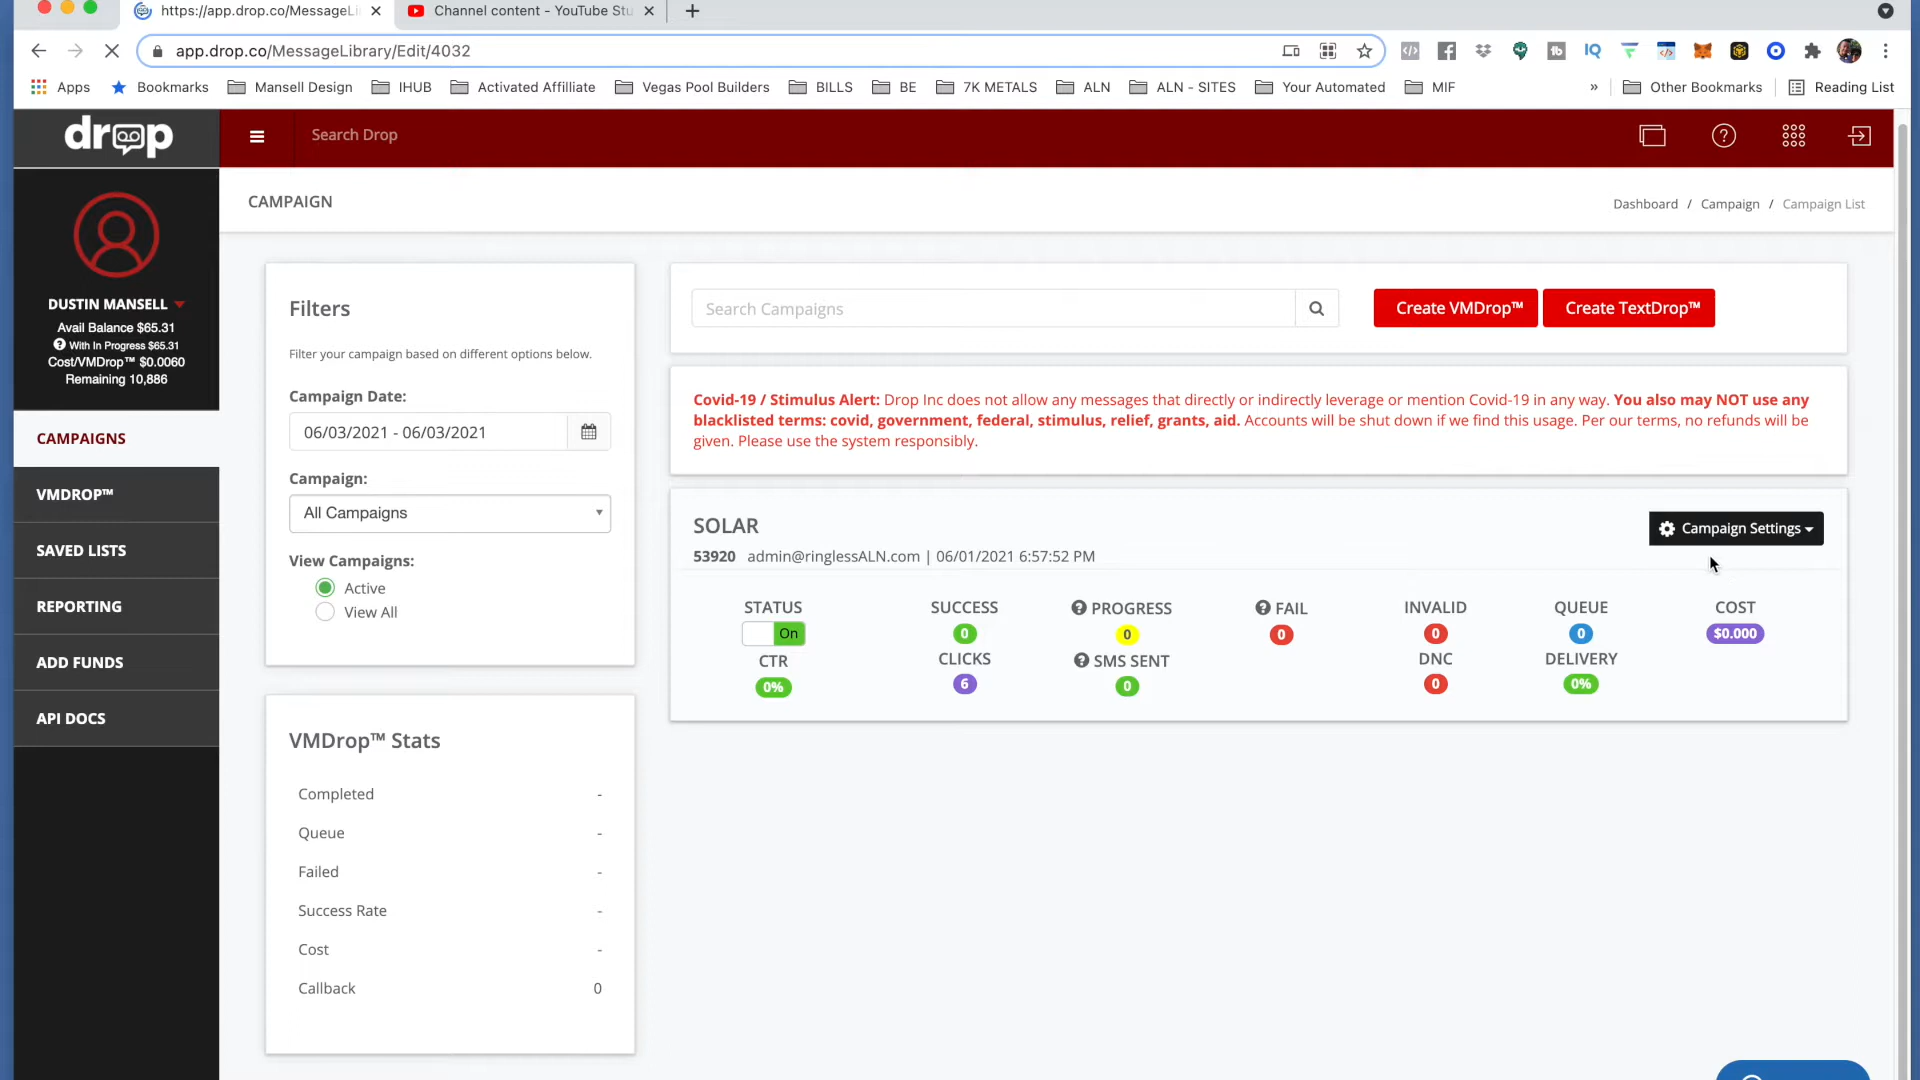 https://app.drop.co/MessageLi
Channel content - YouTube Stu
app.drop.co/MessageLibrary/Edit/4032
Apps
Bookmarks
Mansell Design
IHUB
Activated Affilliate
Vegas Pool Builders
BILLS
BE
7K METALS
ALN
ALN - SITES
Your Automated
MIF
»
Other Bookmarks
Reading List
drop
Search Drop
DUSTIN MANSELL
Avail Balance $65.31
With In Progress $65.31
Cost/VMDrop™ $0.0060
Remaining 10,886
CAMPAIGNS
VMDROP™
SAVED LISTS
REPORTING
ADD FUNDS
API DOCS
CAMPAIGN
Dashboard / Campaign / Campaign List
Filters
Filter your campaign based on different options below.
Campaign Date:
06/03/2021 - 06/03/2021
Campaign:
All Campaigns
View Campaigns:
Active
View All
VMDrop™ Stats
Completed -
Queue -
Failed -
Success Rate -
Cost -
Callback 0
Search Campaigns
Create VMDrop™
Create TextDrop™
Covid-19 / Stimulus Alert: Drop Inc does not allow any messages that directly or indirectly leverage or mention Covid-19 in any way. You also may NOT use any
blacklisted terms: covid, government, federal, stimulus, relief, grants, aid. Accounts will be shut down if we find this usage. Per our terms, no refunds will be
given. Please use the system responsibly.
SOLAR
Campaign Settings
53920 admin@ringlessALN.com | 06/01/2021 6:57:52 PM
STATUS SUCCESS PROGRESS FAIL INVALID QUEUE COST
On 0 0 0 0 0 $0.000
CTR CLICKS SMS SENT DNC DELIVERY
0% 6 0 0 0%